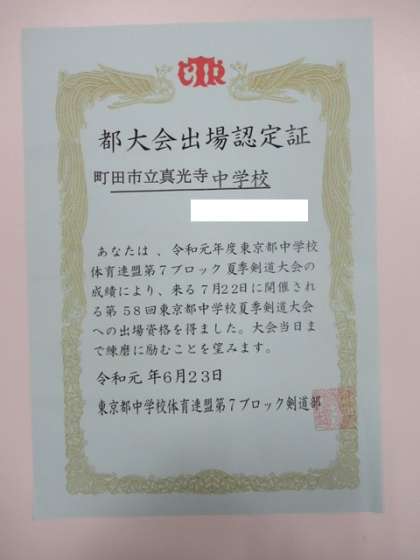 都大会出場認定証
町田市立真光寺中学校
あなたは、令和元年度東京都中学校
体育連盟第7ブロック夏季剣道大会の
成績により、来る7月22日に開催され
る第58回東京都中学校夏季剣道大会
への出場資格を得ました。大会当日ま
で練磨に励むことを望みます。
令和元年6月23日
東京都中学校体育連盟第7ブロック剣道部